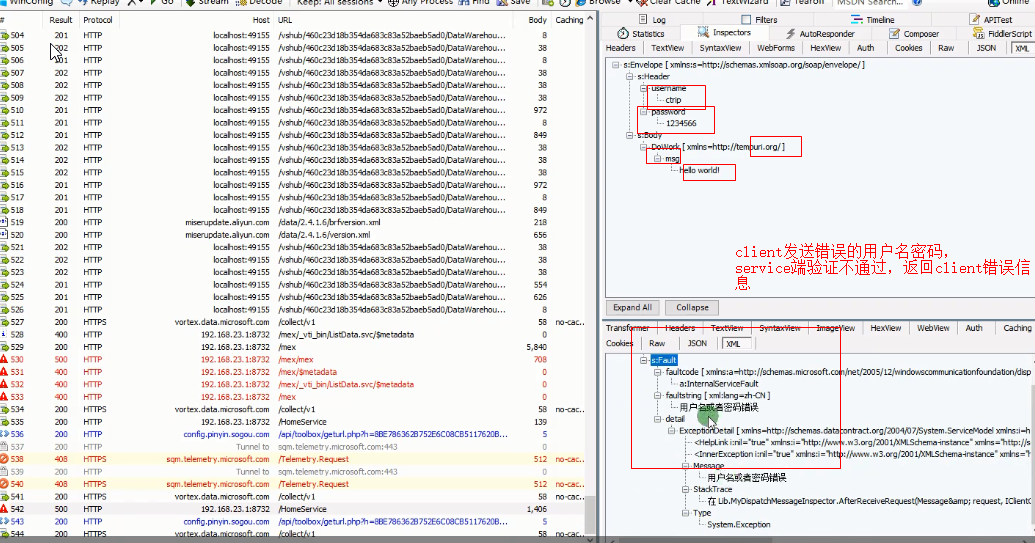 WinConfig Replay Go Stream Decode Keep: All sessions Any Process Find Save Browse Clear Cache TextWizard Tearoff MSDN Search... Online
# Result Protocol Host URL Body Caching
504 201 HTTP localhost:49155 /vshub/460c23d18b354da683c83a52baeb5ad0/DataWarehou... 8
505 202 HTTP localhost:49155 /vshub/460c23d18b354da683c83a52baeb5ad0/DataWarehou... 38
506 201 HTTP localhost:49155 /vshub/460c23d18b354da683c83a52baeb5ad0/DataWarehou... 8
507 202 HTTP localhost:49155 /vshub/460c23d18b354da683c83a52baeb5ad0/DataWarehou... 38
508 202 HTTP localhost:49155 /vshub/460c23d18b354da683c83a52baeb5ad0/DataWarehou... 38
509 202 HTTP localhost:49155 /vshub/460c23d18b354da683c83a52baeb5ad0/DataWarehou... 38
510 201 HTTP localhost:49155 /vshub/460c23d18b354da683c83a52baeb5ad0/DataWarehou... 972
511 201 HTTP localhost:49155 /vshub/460c23d18b354da683c83a52baeb5ad0/DataWarehou... 8
512 201 HTTP localhost:49155 /vshub/460c23d18b354da683c83a52baeb5ad0/DataWarehou... 849
513 202 HTTP localhost:49155 /vshub/460c23d18b354da683c83a52baeb5ad0/DataWarehou... 38
514 202 HTTP localhost:49155 /vshub/460c23d18b354da683c83a52baeb5ad0/DataWarehou... 38
515 202 HTTP localhost:49155 /vshub/460c23d18b354da683c83a52baeb5ad0/DataWarehou... 38
516 201 HTTP localhost:49155 /vshub/460c23d18b354da683c83a52baeb5ad0/DataWarehou... 972
517 201 HTTP localhost:49155 /vshub/460c23d18b354da683c83a52baeb5ad0/DataWarehou... 8
518 201 HTTP localhost:49155 /vshub/460c23d18b354da683c83a52baeb5ad0/DataWarehou... 849
519 200 HTTP miserupdate.aliyun.com /data/2.4.1.6/brfversion.xml 218
520 200 HTTP miserupdate.aliyun.com /data/2.4.1.6/version.xml 656
521 202 HTTP localhost:49155 /vshub/460c23d18b354da683c83a52baeb5ad0/DataWarehou... 38
522 201 HTTP localhost:49155 /vshub/460c23d18b354da683c83a52baeb5ad0/DataWarehou... 8
523 202 HTTP localhost:49155 /vshub/460c23d18b354da683c83a52baeb5ad0/DataWarehou... 38
524 201 HTTP localhost:49155 /vshub/460c23d18b354da683c83a52baeb5ad0/DataWarehou... 554
525 201 HTTP localhost:49155 /vshub/460c23d18b354da683c83a52baeb5ad0/DataWarehou... 626
526 201 HTTP localhost:49155 /vshub/460c23d18b354da683c83a52baeb5ad0/DataWarehou... 8
527 200 HTTPS vortex.data.microsoft.com /collect/v1 58 no-cac...
528 400 HTTP 192.168.23.1:8732 /mex/_vti_bin/ListData.svc/$metadata 0
529 200 HTTP 192.168.23.1:8732 /mex 5,840
530 500 HTTP 192.168.23.1:8732 /mex/mex 708
531 400 HTTP 192.168.23.1:8732 /mex/$metadata 0
532 400 HTTP 192.168.23.1:8732 /mex/_vti_bin/ListData.svc/$metadata 0
533 400 HTTP 192.168.23.1:8732 /mex/$metadata 0
535 200 HTTP 192.168.23.1:8732 /HomeService 139
536 200 HTTP config.pinyin.sogou.com /api/toolbox/geturl.php?h=8BE786362B752E6C85CB5117620B... 5
537 200 HTTP Tunnel to sqm.telemetry.microsoft.com:443 0
538 408 HTTPS sqm.telemetry.microsoft.com /Telemetry.Request 512 no-cac...
539 200 HTTP Tunnel to sqm.telemetry.microsoft.com:443 0
540 408 HTTPS sqm.telemetry.microsoft.com /Telemetry.Request 512 no-cac...
541 200 HTTPS vortex.data.microsoft.com /collect/v1 58 no-cac...
542 500 HTTP 192.168.23.1:8732 /HomeService 1,406
543 200 HTTP config.pinyin.sogou.com /api/toolbox/geturl.php?h=8BE786362B752E6C85CB5117620B... 5
544 200 HTTPS vortex.data.microsoft.com /collect/v1 58 no-cac...
Log Filters Timeline APITest
Statistics Inspectors AutoResponder Composer FiddlerScript
Headers TextView SyntaxView WebForms HexView Auth Cookies Raw JSON XML
s:Envelope [ xmlns:s=http://schemas.xmlsoap.org/soap/envelope/ ]
s:Header
username
ctrip
password
1234566
s:Body
DoWork [ xmlns=http://tempuri.org/ ]
msg
Hello world!
client发送错误的用户名密码，
service端验证不通过，返回client错误信
息
Expand All Collapse
Transformer Headers TextView SyntaxView ImageView HexView WebView Auth Caching
Cookies Raw JSON XML
s:Fault
faultcode [ xmlns:a=http://schemas.microsoft.com/net/2005/12/windowscommunicationfoundation/disp
a:InternalServiceFault
faultstring [ xml:lang=zh-CN ]
用户名或者密码错误
detail
ExceptionDetail [ xmlns=http://schemas.datacontract.org/2004/07/System.ServiceModel xmlns:i=h
<HelpLink i:nil="true" xmlns:i="http://www.w3.org/2001/XMLSchema-instance" xmlns="http://s
<InnerException i:nil="true" xmlns:i="http://www.w3.org/2001/XMLSchema-instance" xmlns="h
Message
用户名或者密码错误
StackTrace
在 Lib.MyDispatchMessageInspector.AfterReceiveRequest(Message&amp; request, IClientC
Type
System.Exception